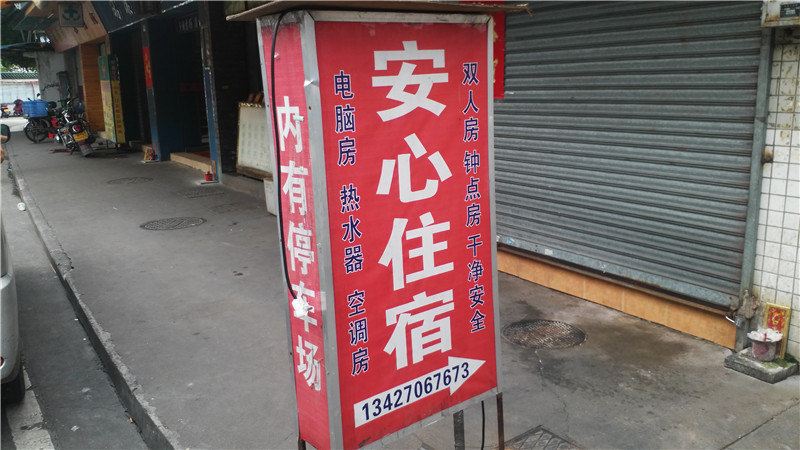 内有停车场
电脑房 热水器 空调房
安心住宿
双人房 钟点房 干净安全
13427067673